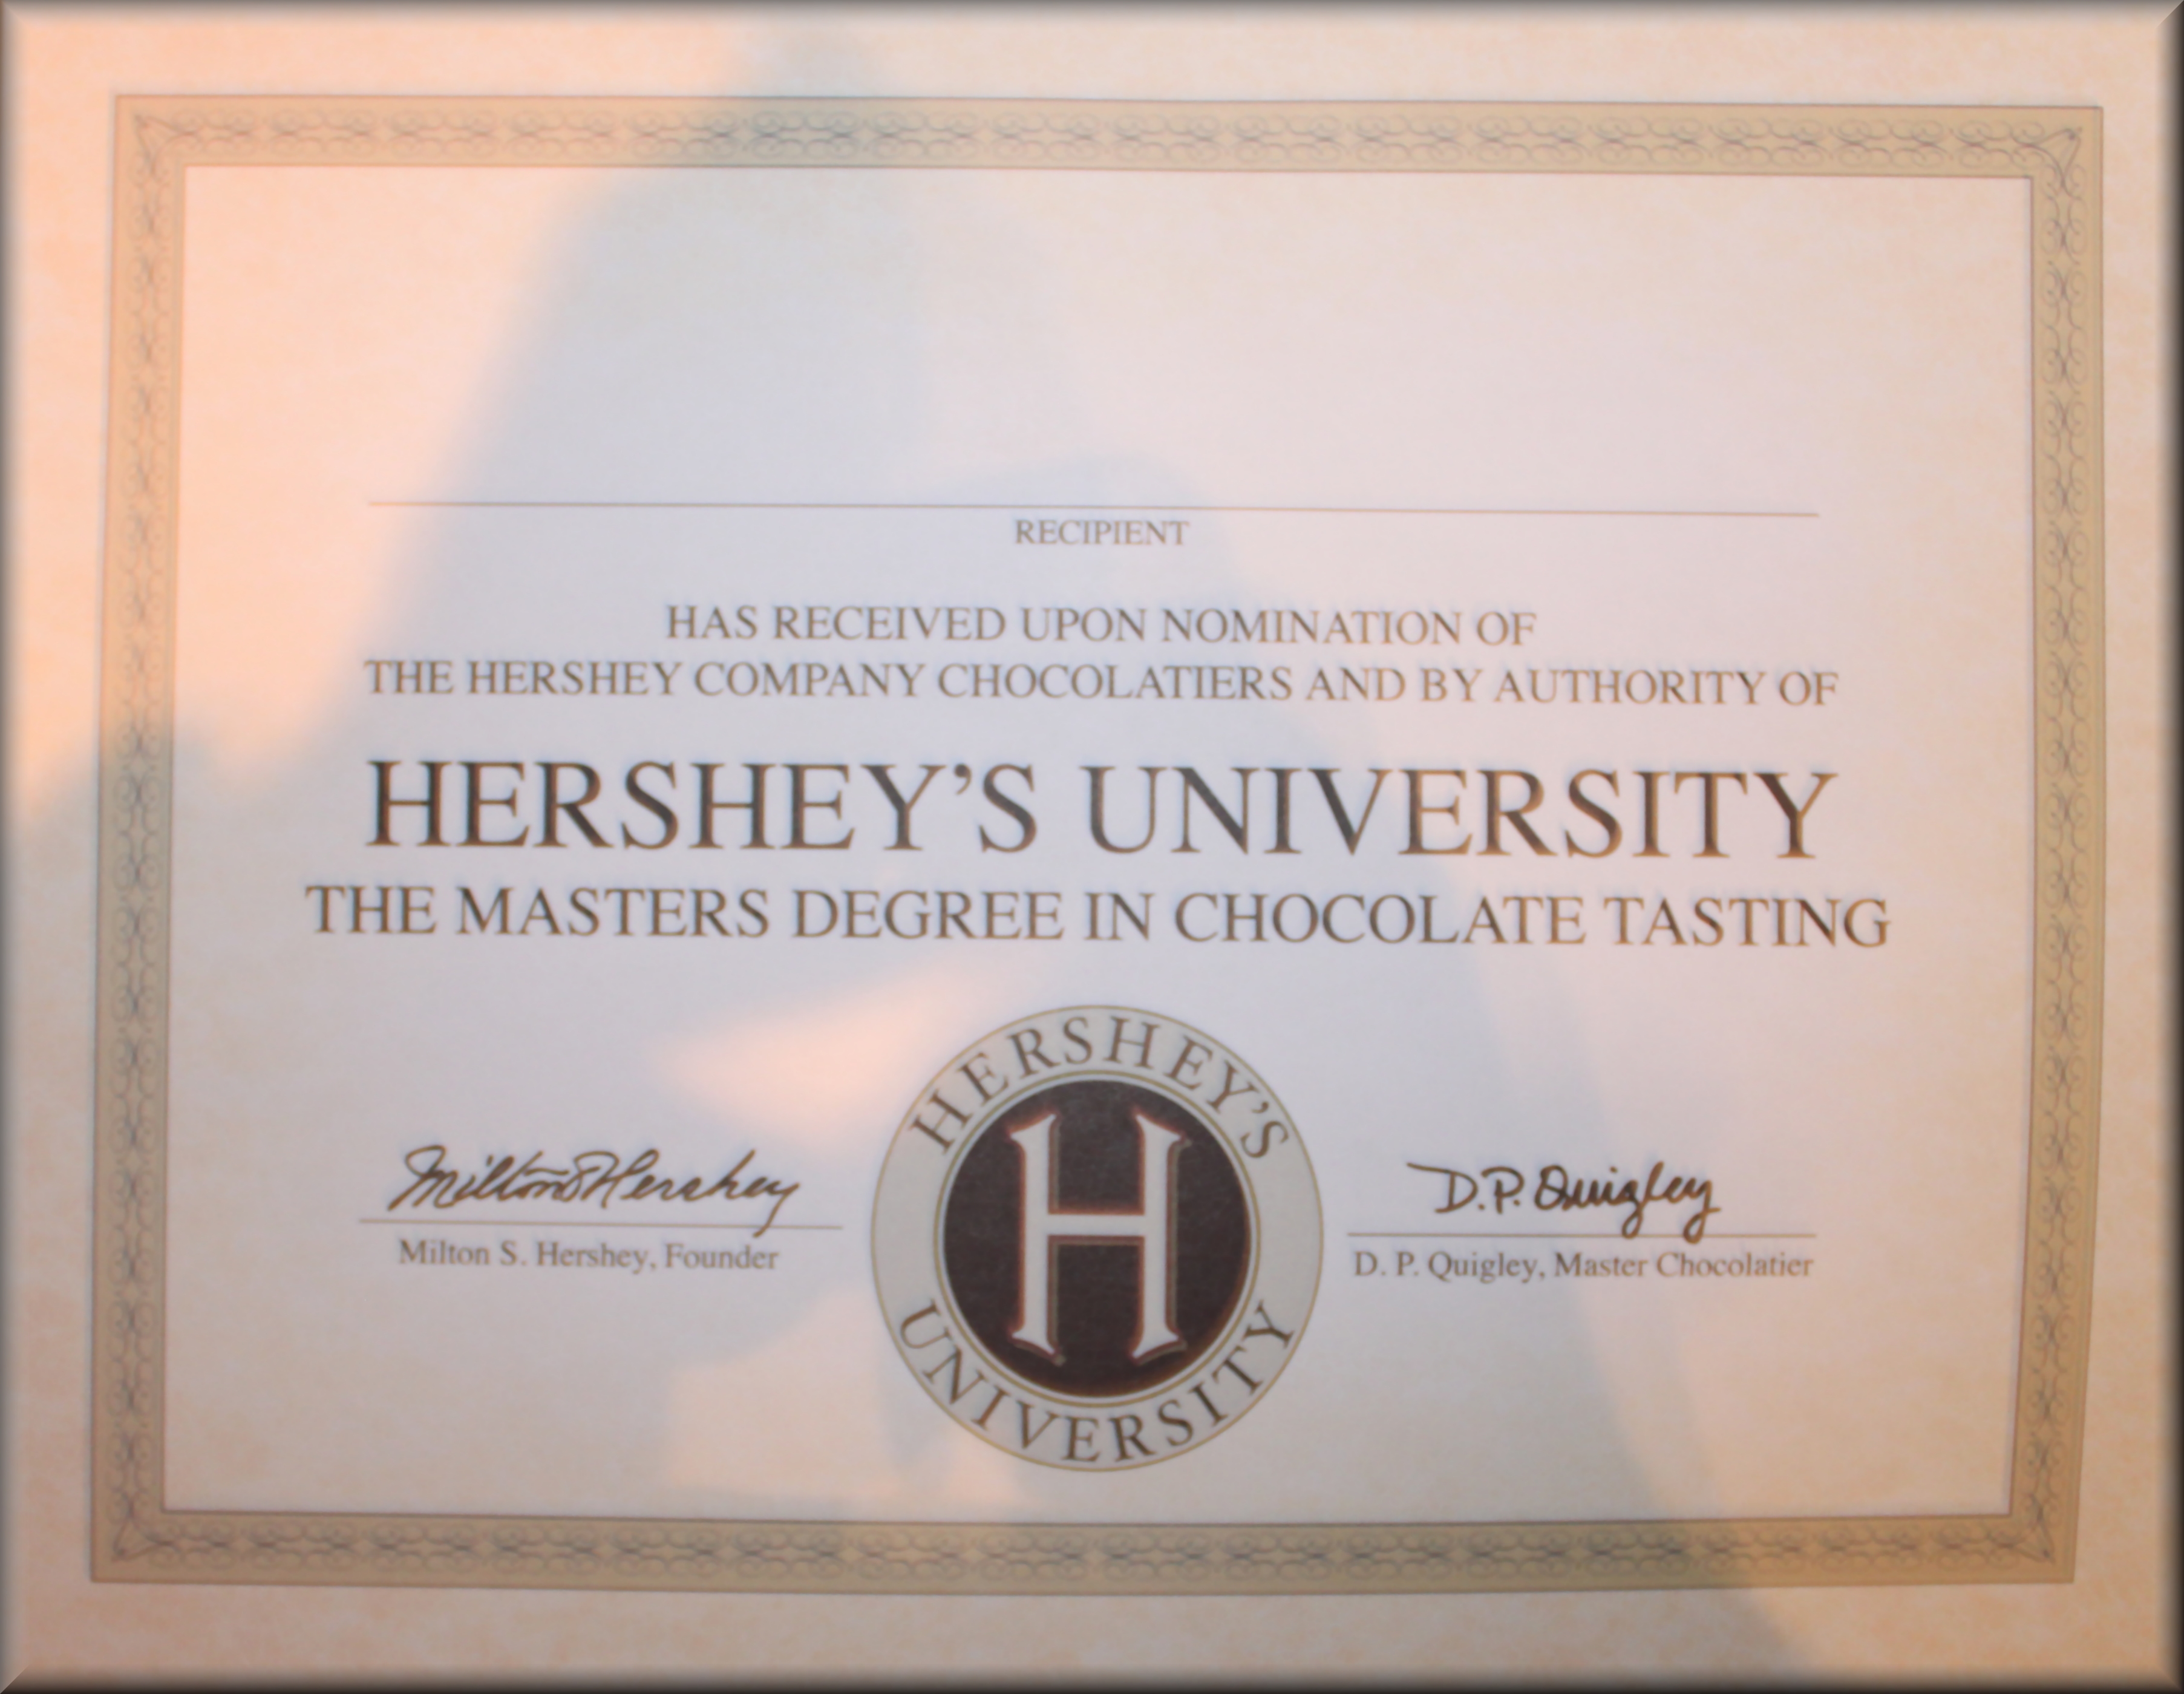 RECIPIENT
HAS RECEIVED UPON NOMINATION OF
THE HERSHEY COMPANY CHOCOLATIERS AND BY AUTHORITY OF
HERSHEY'S UNIVERSITY
THE MASTERS DEGREE IN CHOCOLATE TASTING
HERSHEY'S
H
UNIVERSITY
Milton S Hershey
Milton S. Hershey, Founder
D.P. Quigley
D. P. Quigley, Master Chocolatier